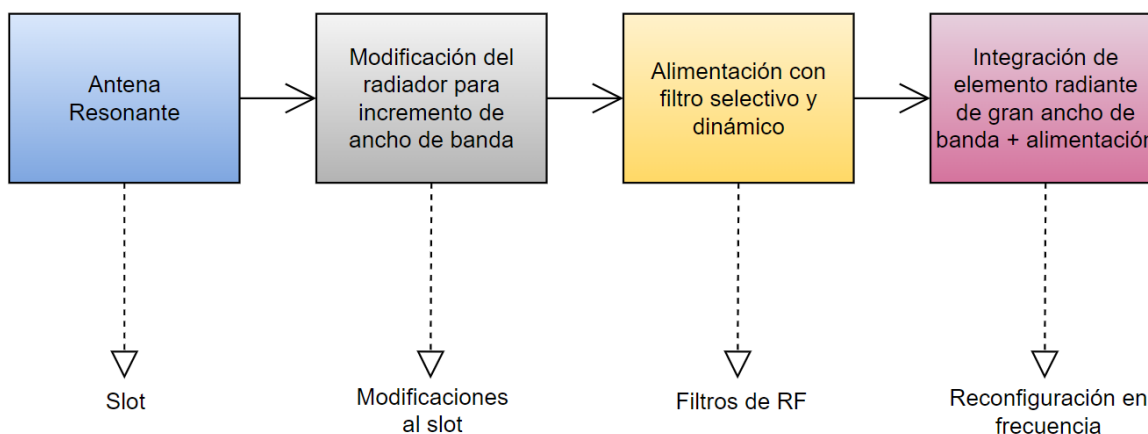 Antena
Resonante
Modificación del
radiador para
incremento de
ancho de banda
Alimentación con
filtro selectivo y
dinámico
Integración de
elemento radiante
de gran ancho de
banda + alimentación
Slot
Modificaciones
al slot
Filtros de RF
Reconfiguración en
frecuencia